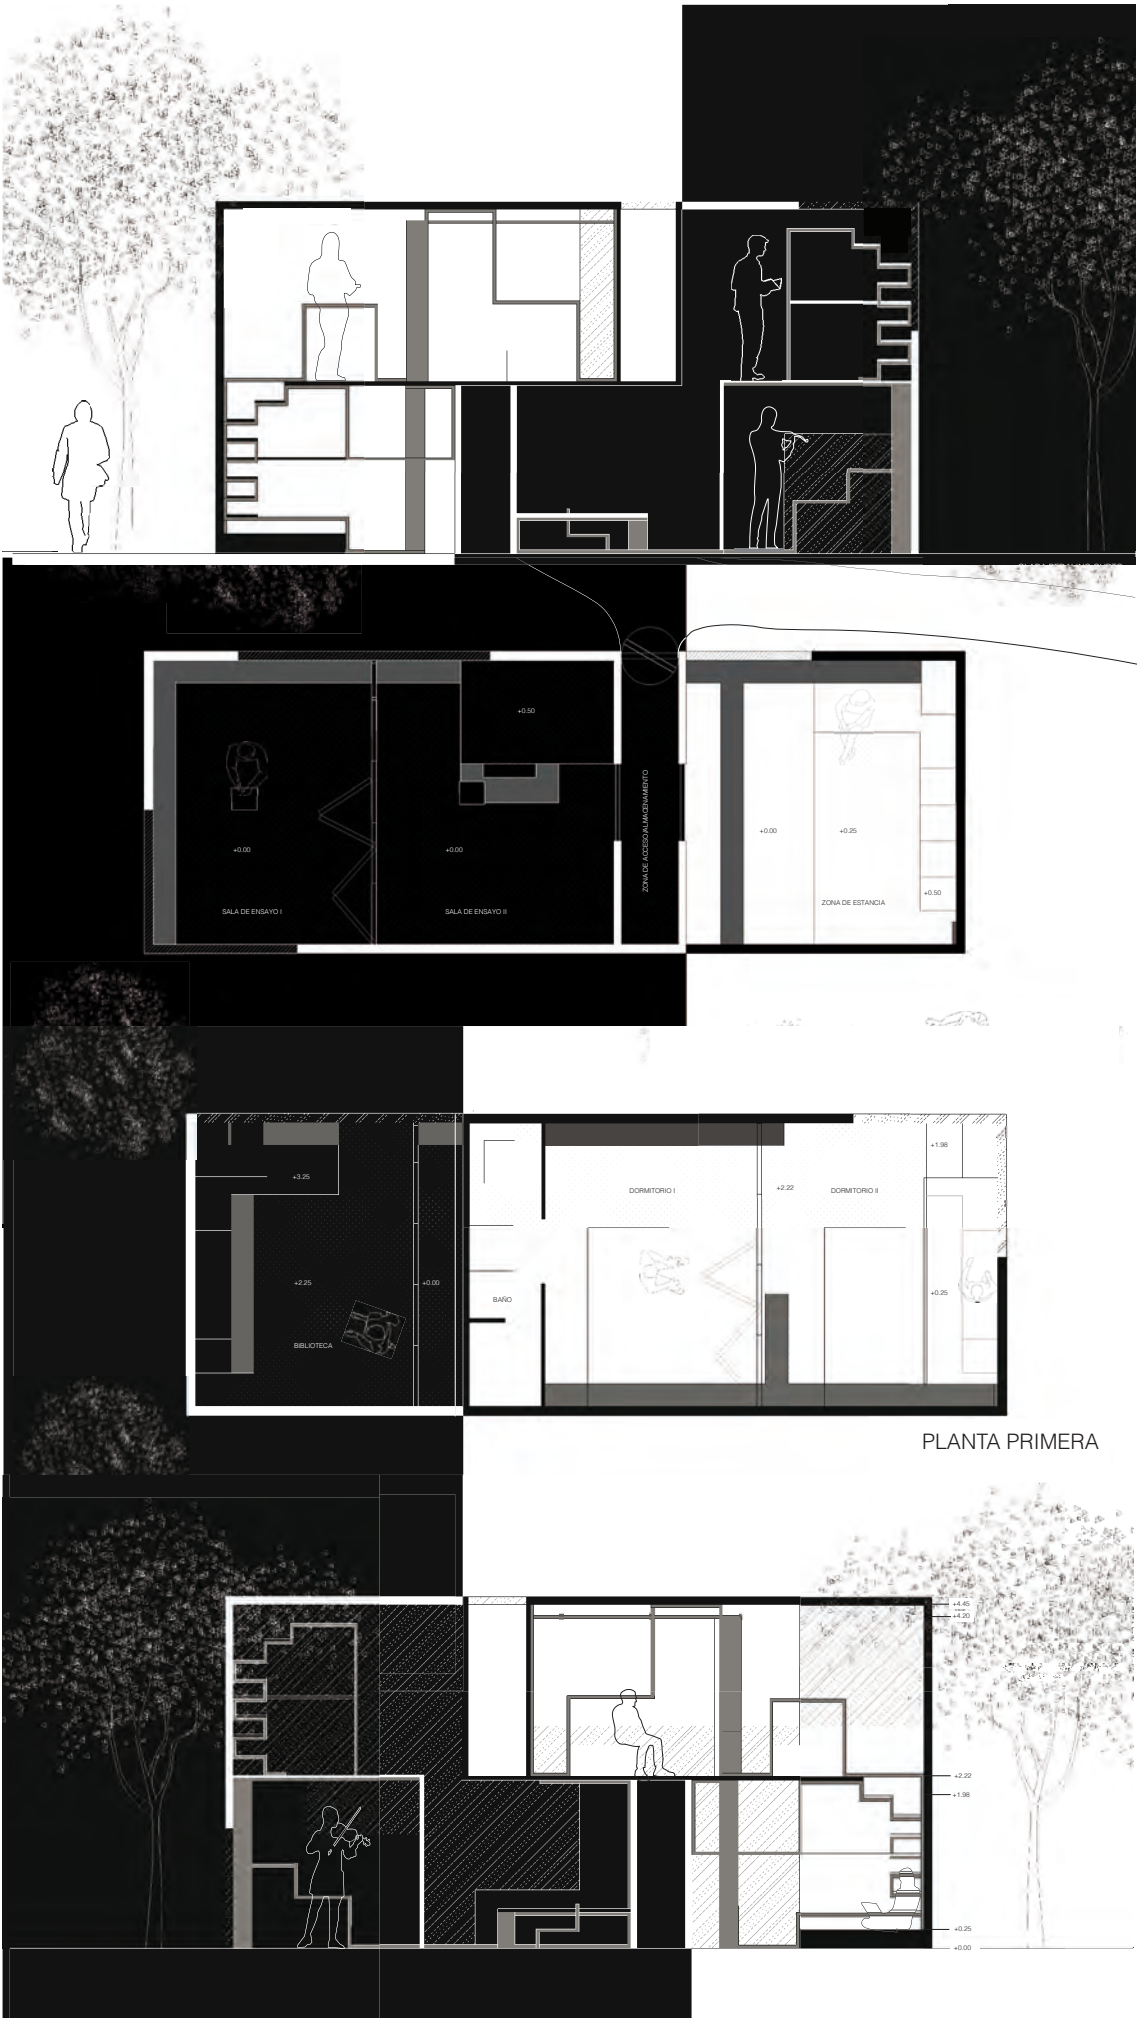 +0.50
ZONA DE ACCESO/ALMACENAMIENTO
+0.00
+0.00
+0.00
+0.25
+0.50
ZONA DE ESTANCIA
SALA DE ENSAYO I
SALA DE ENSAYO II
+1.98
+3.25
DORMITORIO I
+2.22
DORMITORIO II
+2.25
+0.00
+0.25
BAÑO
BIBLIOTECA
PLANTA PRIMERA
+4.45
+4.20
+2.22
+1.98
+0.25
+0.00